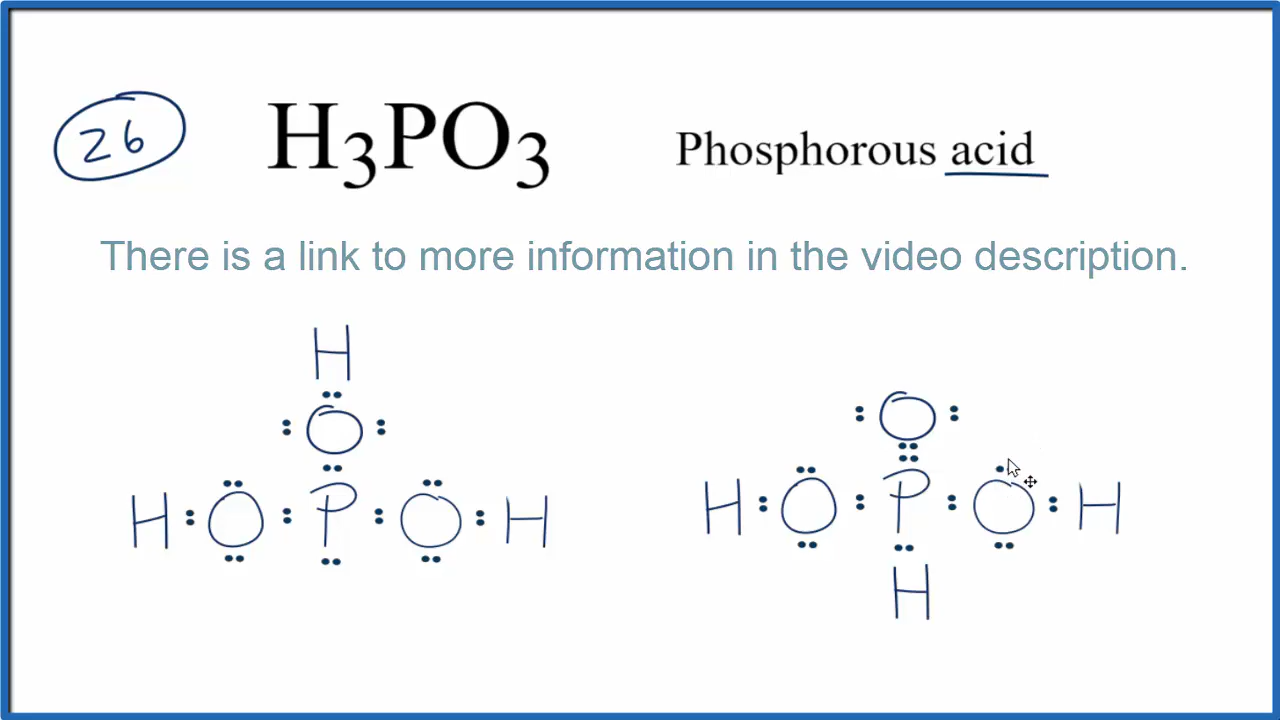 26 H₃PO₃ Phosphorous acid
There is a link to more information in the video description.
H
O O
H O P O H H O P O H
H